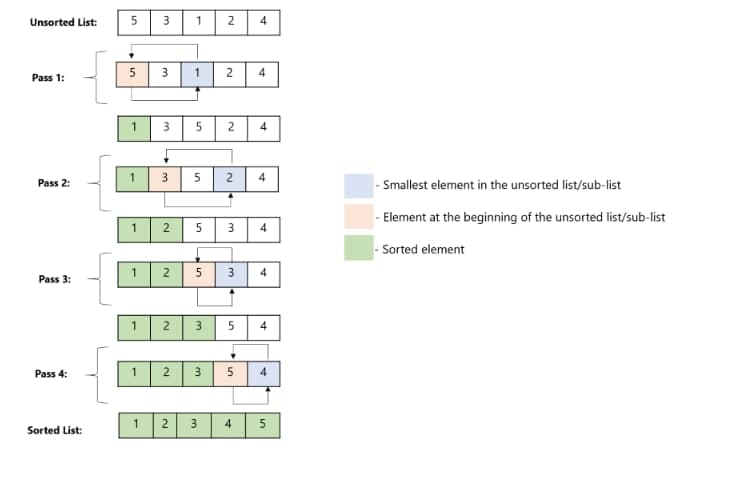 Unsorted List: 5 3 1 2 4
Pass 1: 5 3 1 2 4
1 3 5 2 4
Pass 2: 1 3 5 2 4
- Smallest element in the unsorted list/sub-list
- Element at the beginning of the unsorted list/sub-list
1 2 5 3 4
- Sorted element
Pass 3: 1 2 5 3 4
1 2 3 5 4
Pass 4: 1 2 3 5 4
Sorted List: 1 2 3 4 5